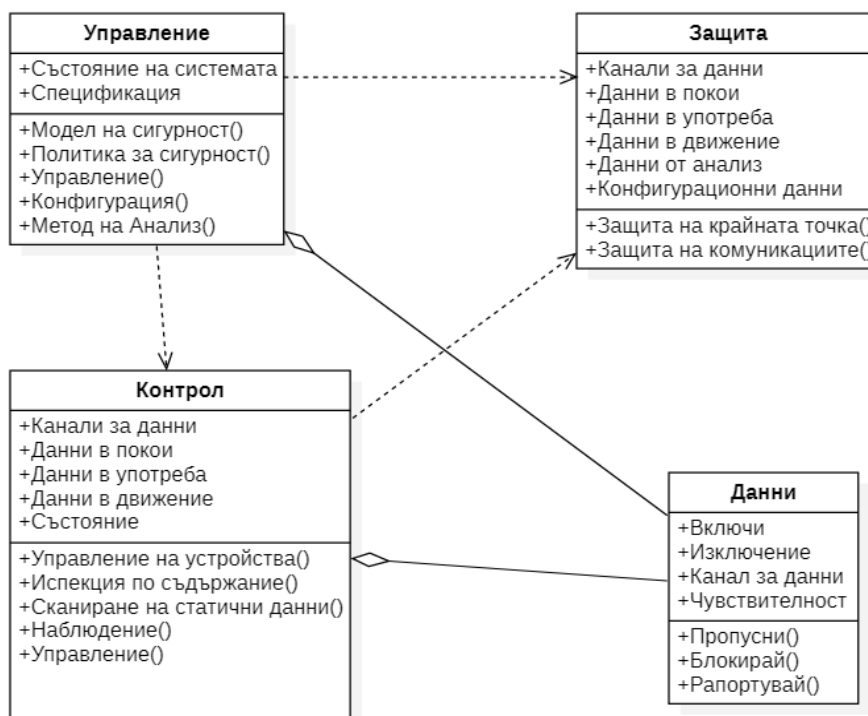 Управление
+Състояние на системата
+Спецификация
+Модел на сигурност()
+Политика за сигурност()
+Управление()
+Конфигурация()
+Метод на Анализ()
Защита
+Канали за данни
+Данни в покои
+Данни в употреба
+Данни в движение
+Данни от анализ
+Конфигурационни данни
+Защита на крайната точка()
+Защита на комуникациите()
Контрол
+Канали за данни
+Данни в покои
+Данни в употреба
+Данни в движение
+Състояние
+Управление на устройства()
+Испекция по съдържание()
+Сканиране на статични данни()
+Наблюдение()
+Управление()
Данни
+Включи
+Изключение
+Канал за данни
+Чувствителност
+Пропусни()
+Блокирай()
+Рапортувай()